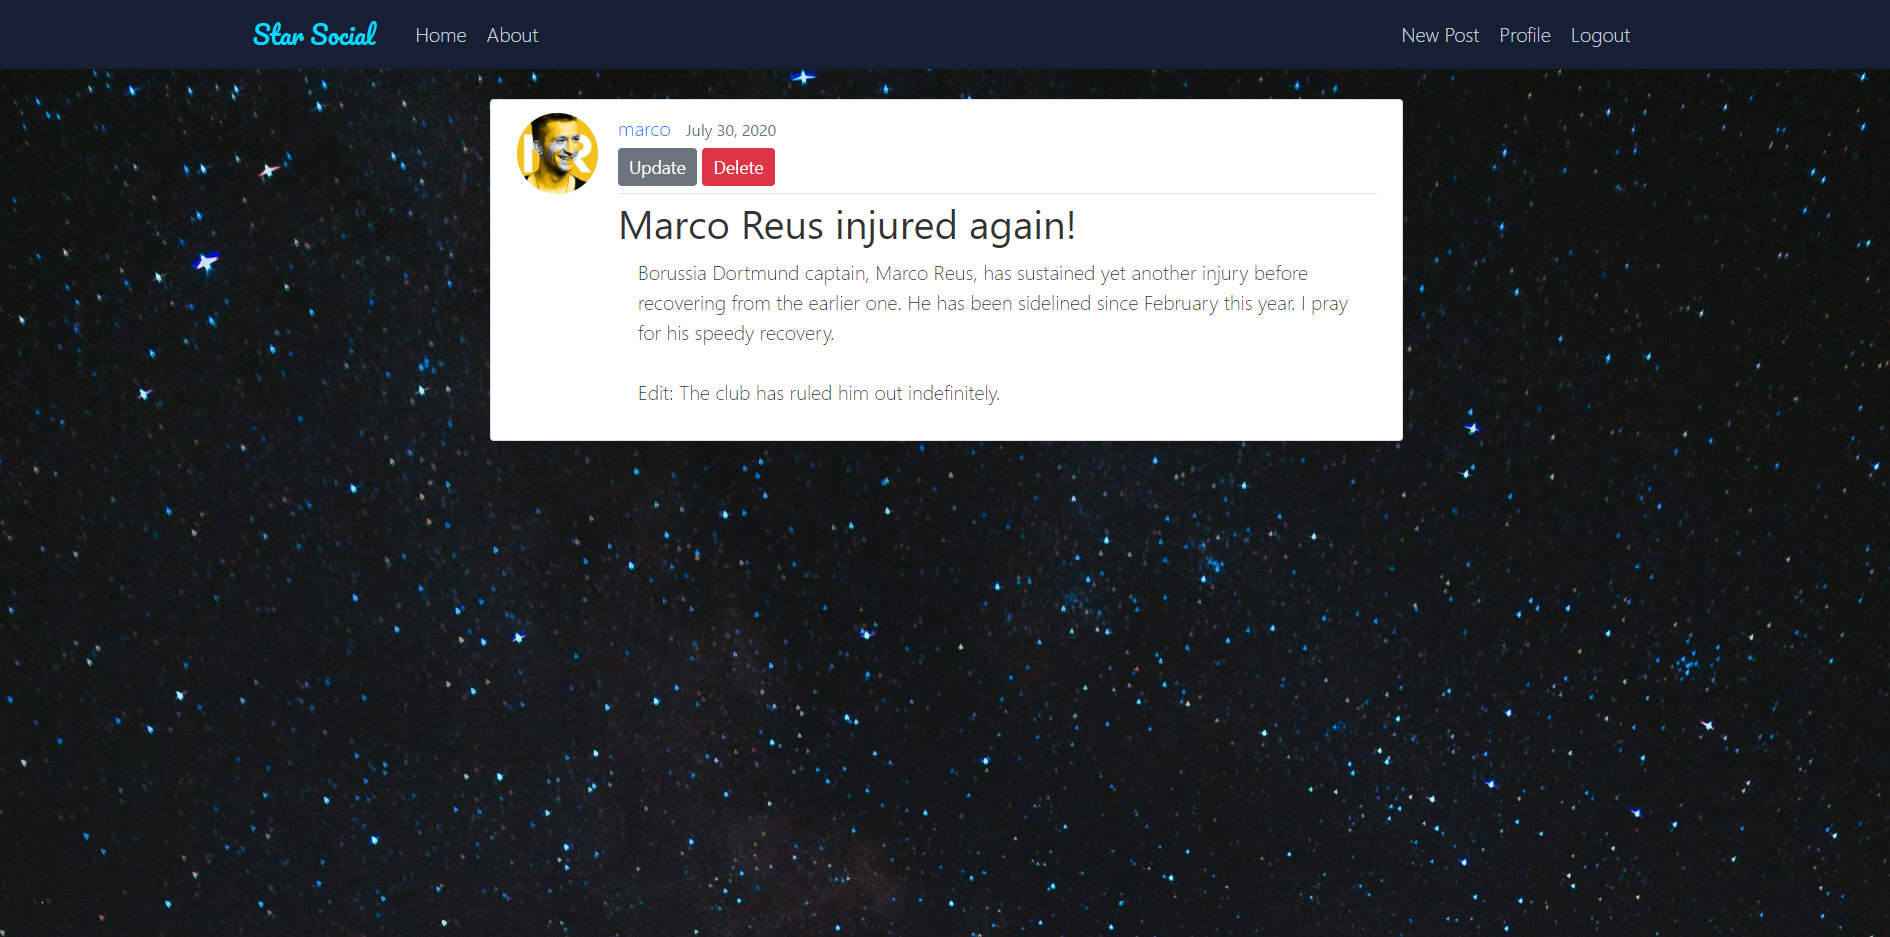 Star Social Home About New Post Profile Logout
marco July 30, 2020
Update Delete
Marco Reus injured again!
Borussia Dortmund captain, Marco Reus, has sustained yet another injury before
recovering from the earlier one. He has been sidelined since February this year. I pray
for his speedy recovery.
Edit: The club has ruled him out indefinitely.